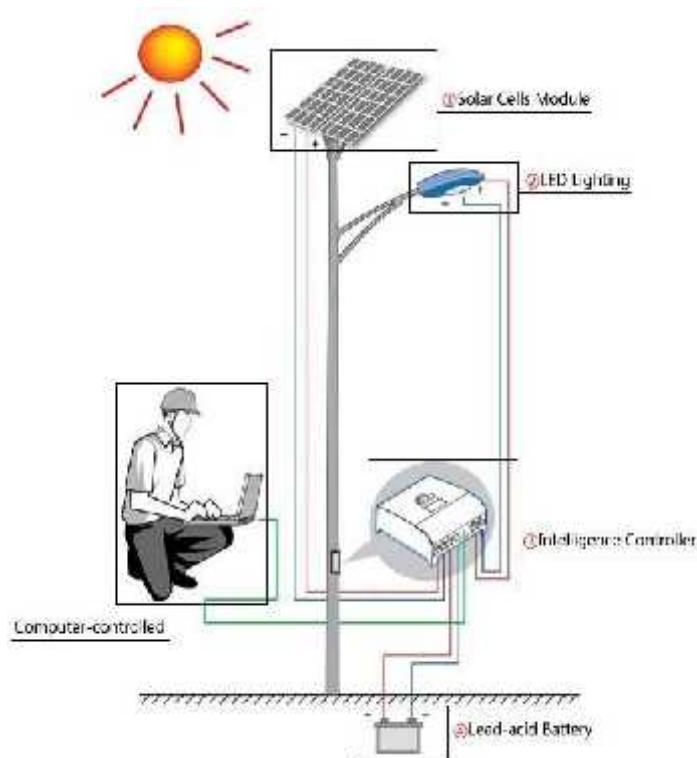 ①Solar Cells Module
- +
②LED Lighting
- +
③Intelligence Controller
Computer-controlled
④Lead-acid Battery